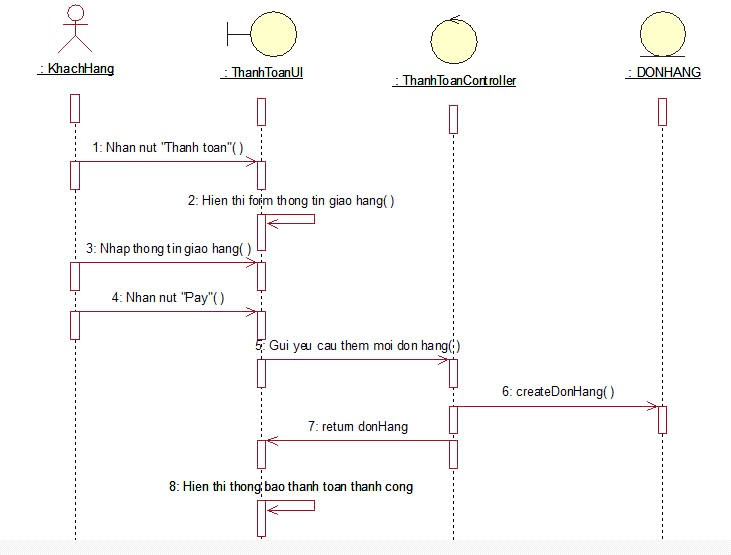 : KhachHang
: ThanhToanUI
: ThanhToanController
: DONHANG
1: Nhan nut "Thanh toan"( )
2: Hien thi form thong tin giao hang( )
3: Nhap thong tin giao hang( )
4: Nhan nut "Pay"( )
5: Gui yeu cau them moi don hang( )
6: createDonHang( )
7: return donHang
8: Hien thi thong bao thanh toan thanh cong